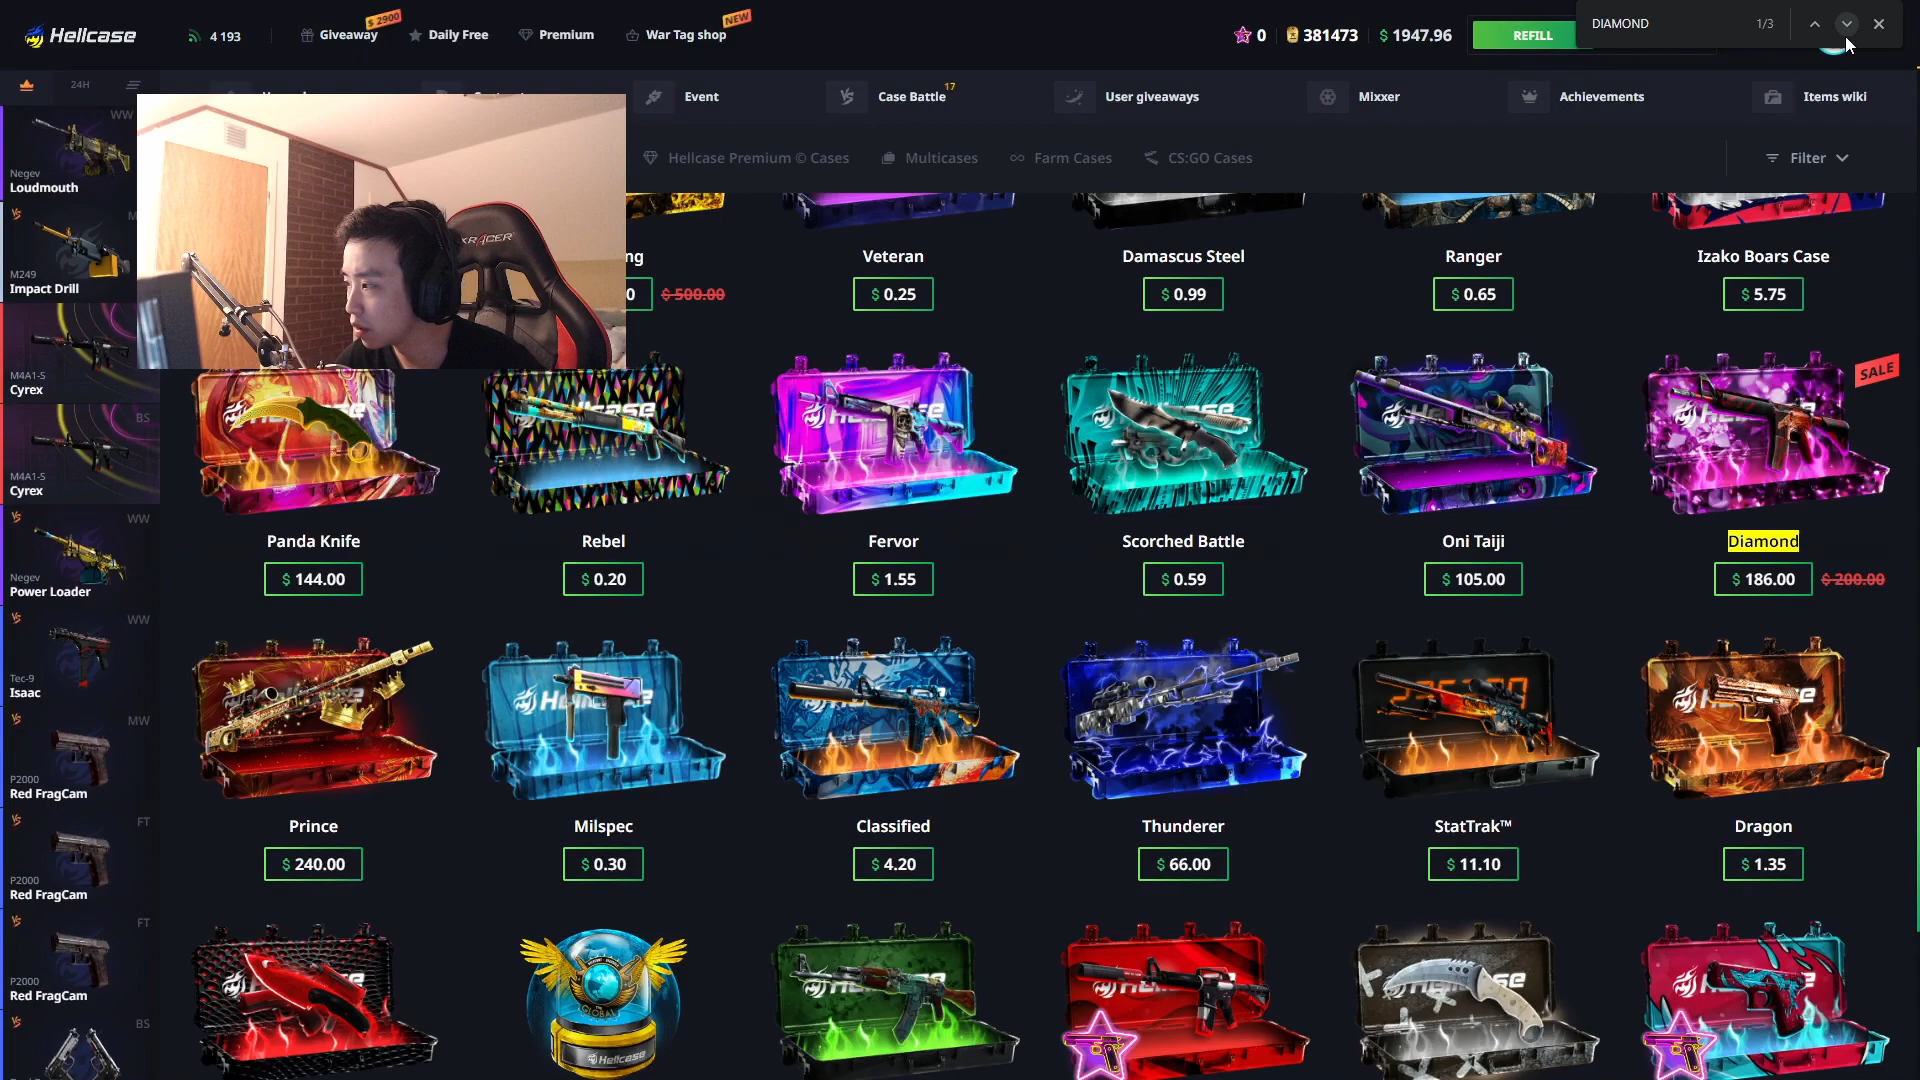 Hellcase
4 193
Giveaway
$ 2900
Daily Free
Premium
War Tag shop
NEW
0
381473
$ 1947.96
REFILL
DIAMOND
1/3
24H
Event
Case Battle
17
User giveaways
Mixxer
Achievements
Items wiki
Hellcase Premium © Cases
Multicases
Farm Cases
CS:GO Cases
Filter
WW
Negev
Loudmouth
M249
Impact Drill
M4A1-S
Cyrex
BS
M4A1-S
Cyrex
WW
Negev
Power Loader
WW
Tec-9
Isaac
MW
P2000
Red FragCam
FT
P2000
Red FragCam
FT
P2000
Red FragCam
BS
ng
0
$ 500.00
Veteran
$ 0.25
Damascus Steel
$ 0.99
Ranger
$ 0.65
Izako Boars Case
$ 5.75
Panda Knife
$ 144.00
Rebel
$ 0.20
Fervor
$ 1.55
Scorched Battle
$ 0.59
Oni Taiji
$ 105.00
SALE
Diamond
$ 186.00
$ 200.00
Prince
$ 240.00
Milspec
$ 0.30
Classified
$ 4.20
Thunderer
$ 66.00
StatTrak™
$ 11.10
Dragon
$ 1.35
GLOBAL
Hellcase